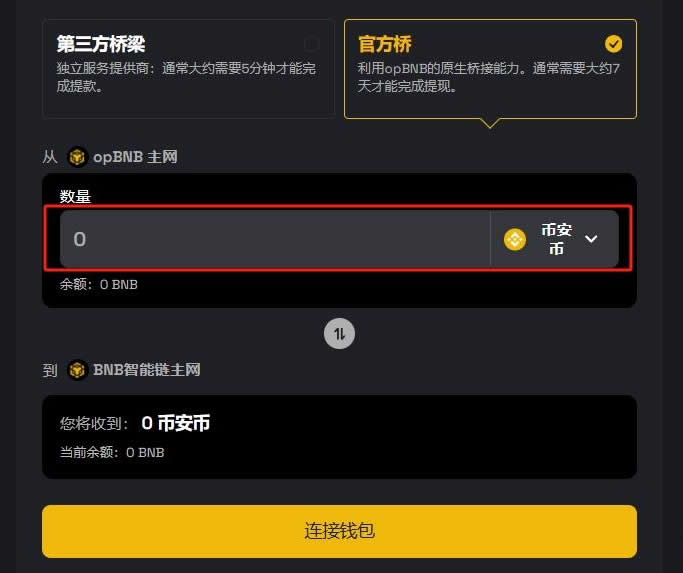 第三方桥梁
独立服务提供商：通常大约需要5分钟才能完
成提款。
官方桥
利用opBNB的原生桥接能力。通常需要大约7
天才能完成提现。
从 opBNB 主网
数量
0
币安
币
余额：0 BNB
到 BNB智能链主网
您将收到： 0 币安币
当前余额：0 BNB
连接钱包